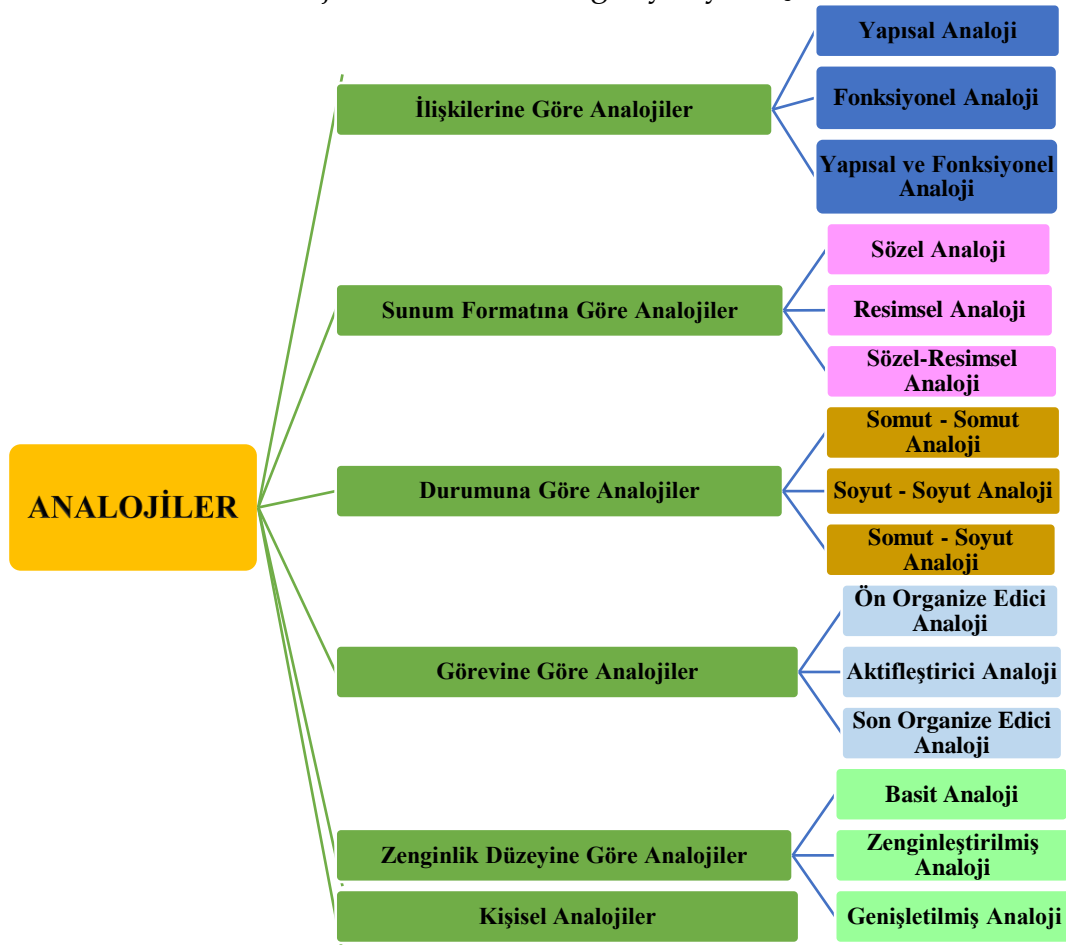 Yapısal Analoji
İlişkilerine Göre Analojiler
Fonksiyonel Analoji
Yapısal ve Fonksiyonel
Analoji
Sözel Analoji
Sunum Formatına Göre Analojiler
Resimsel Analoji
Sözel-Resimsel
Analoji
ANALOJİLER
Somut - Somut
Analoji
Durumuna Göre Analojiler
Soyut - Soyut Analoji
Somut - Soyut
Analoji
Ön Organize Edici
Analoji
Görevine Göre Analojiler
Aktifleştirici Analoji
Son Organize Edici
Analoji
Basit Analoji
Zenginlik Düzeyine Göre Analojiler
Zenginleştirilmiş
Analoji
Genişletilmiş Analoji
Kişisel Analojiler